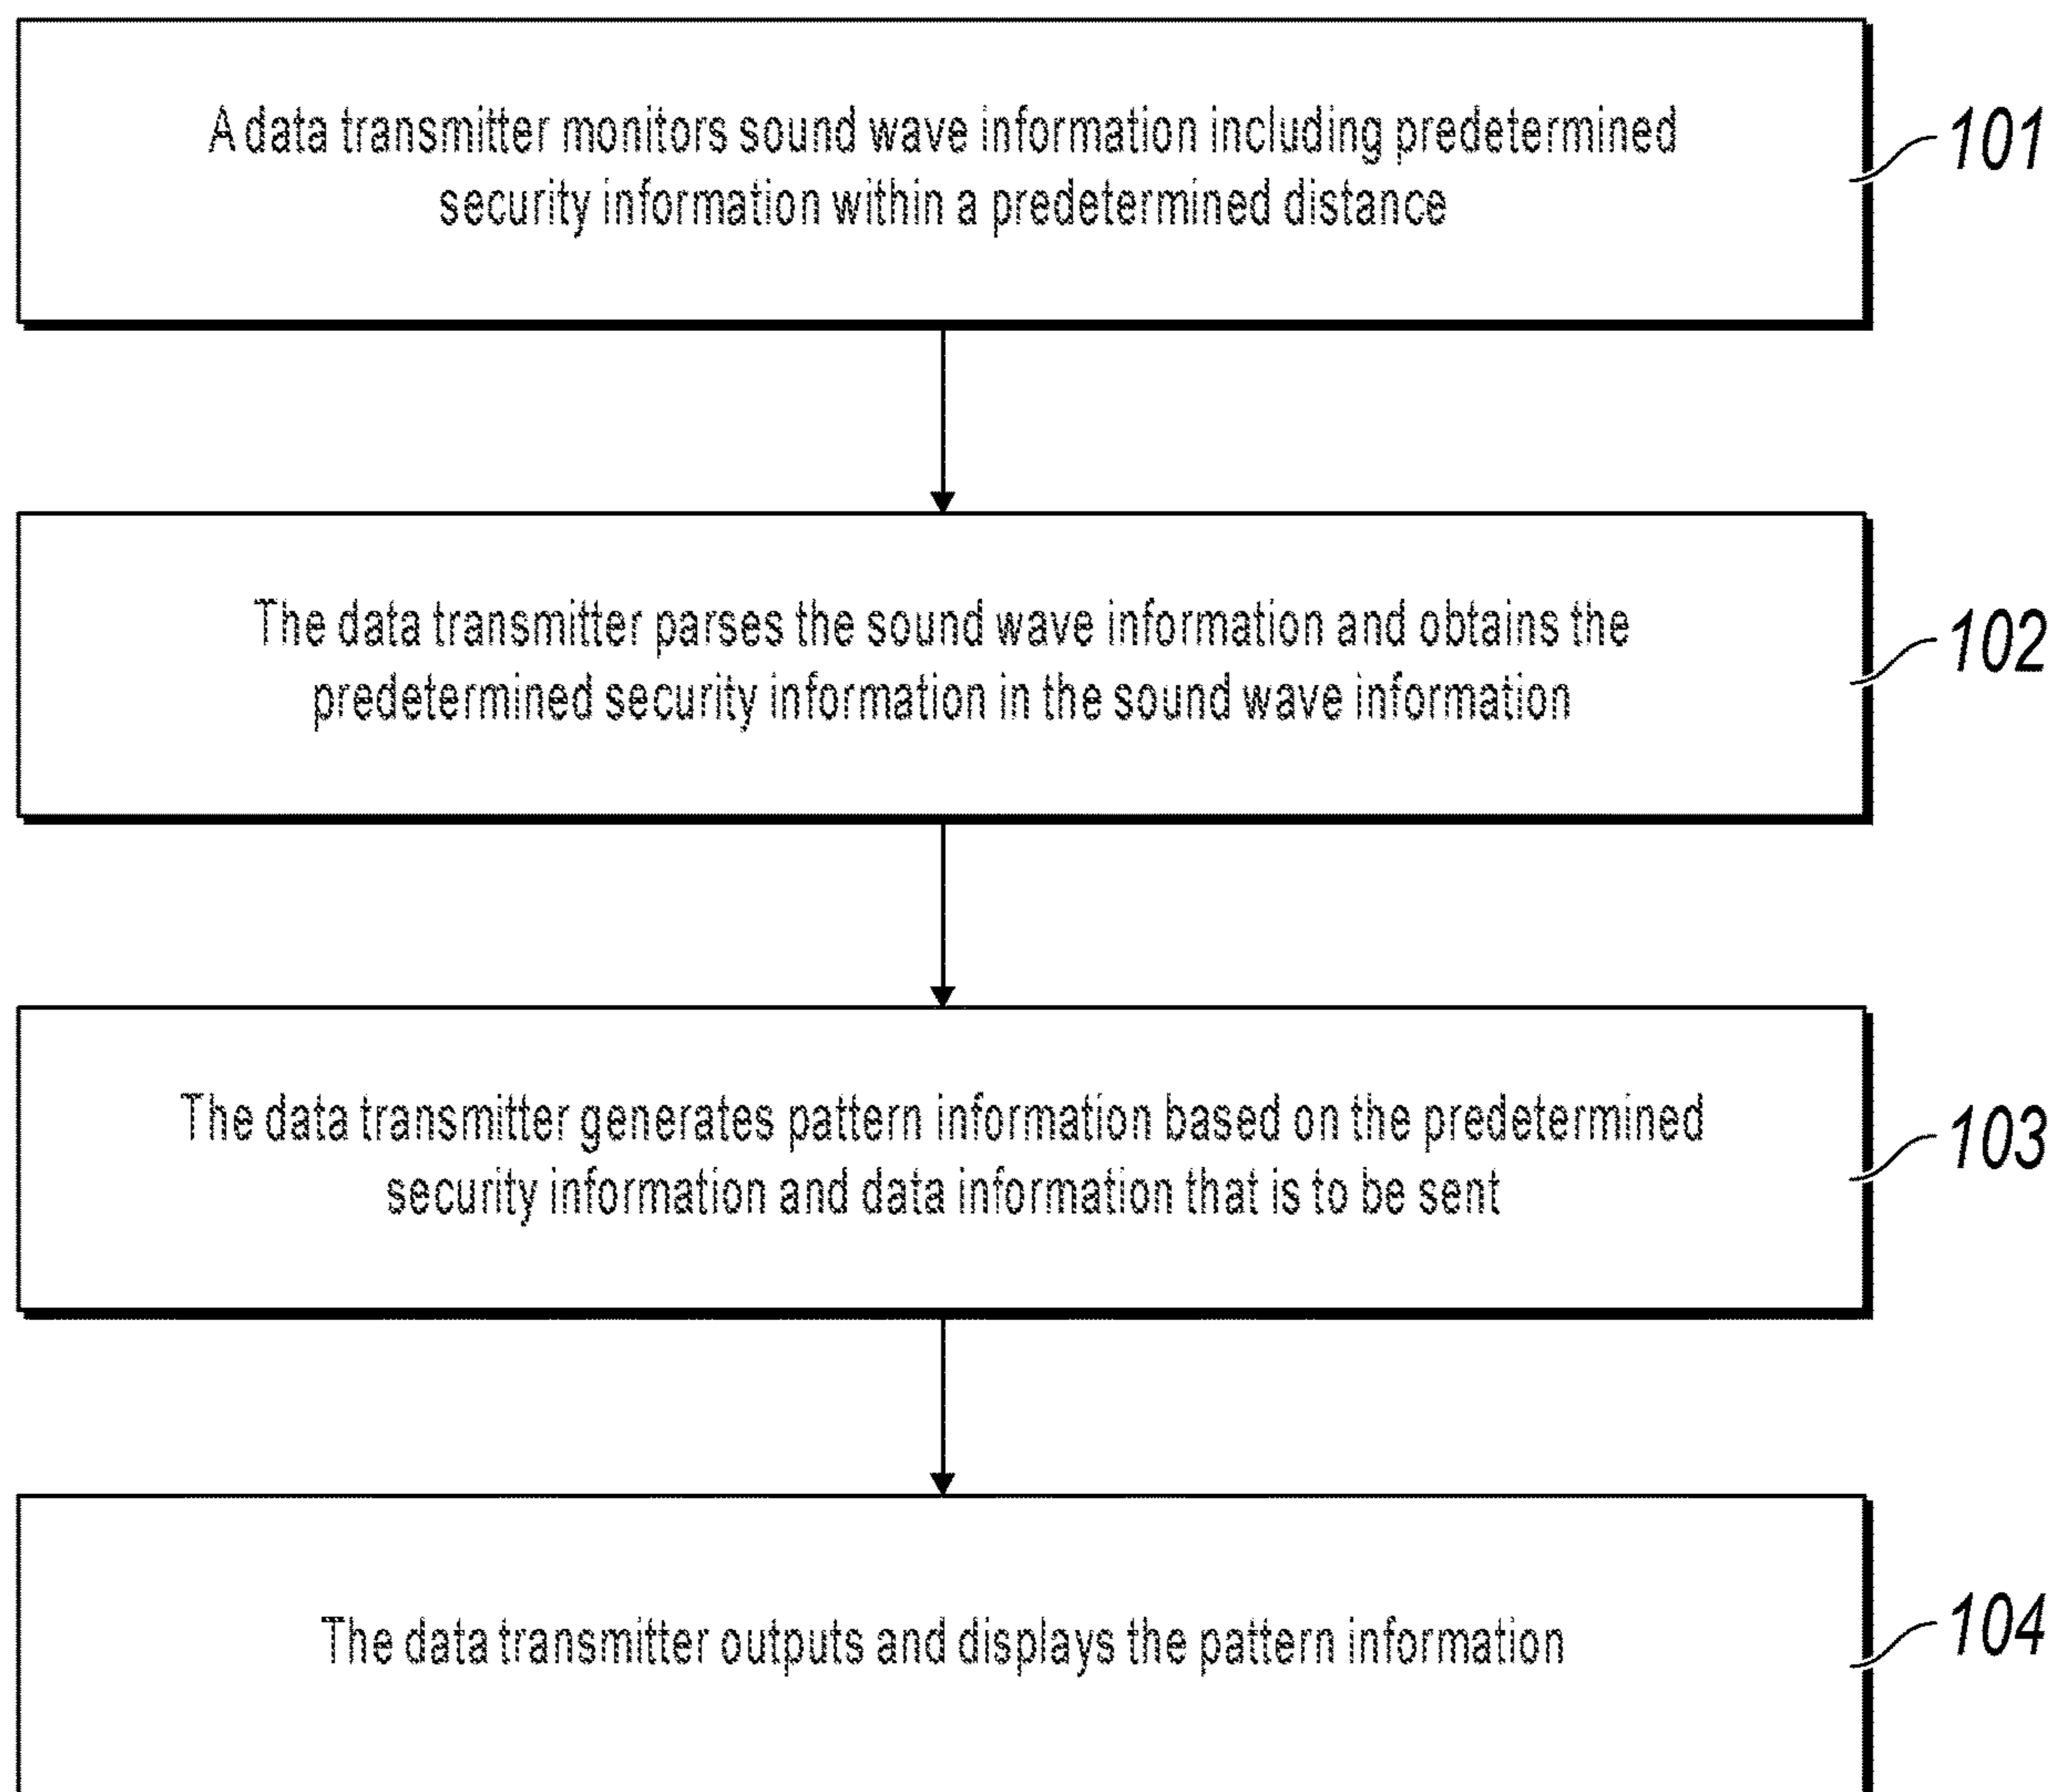 A data transmitter monitors sound wave information including predetermined
security information within a predetermined distance
101
The data transmitter parses the sound wave information and obtains the
predetermined security information in the sound wave information
102
The data transmitter generates pattern information based on the predetermined
security information and data information that is to be sent
103
The data transmitter outputs and displays the pattern information
104